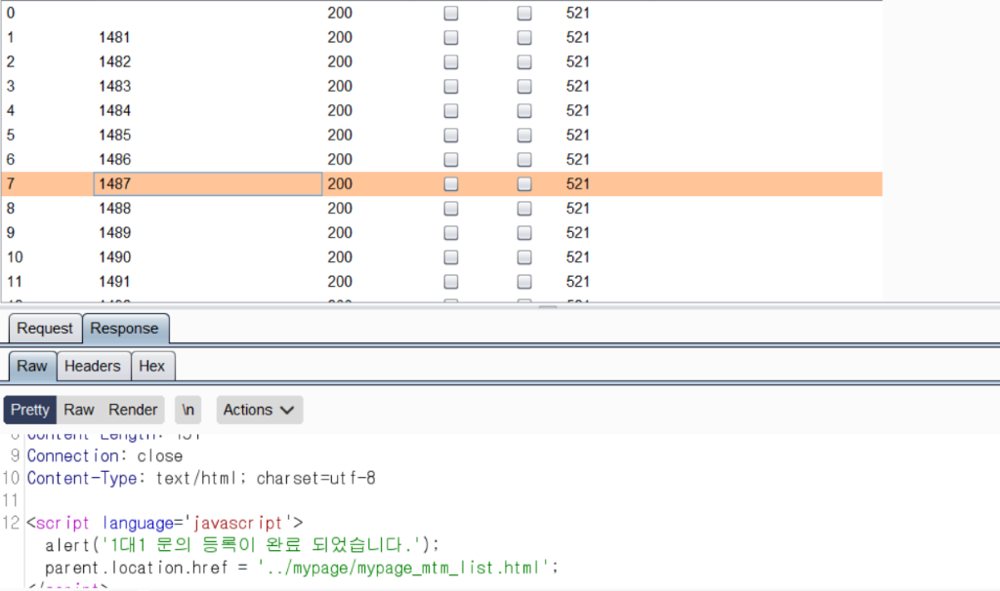 0 200 521
1 1481 200 521
2 1482 200 521
3 1483 200 521
4 1484 200 521
5 1485 200 521
6 1486 200 521
7 1487 200 521
8 1488 200 521
9 1489 200 521
10 1490 200 521
11 1491 200 521
Request Response
Raw Headers Hex
Pretty Raw Render \n Actions
8 Content-Length:
9 Connection: close
10 Content-Type: text/html; charset=utf-8
11
12 <script language='javascript'>
alert('1대1 문의 등록이 완료 되었습니다.');
parent.location.href = '../mypage/mypage_mtm_list.html';
</script>